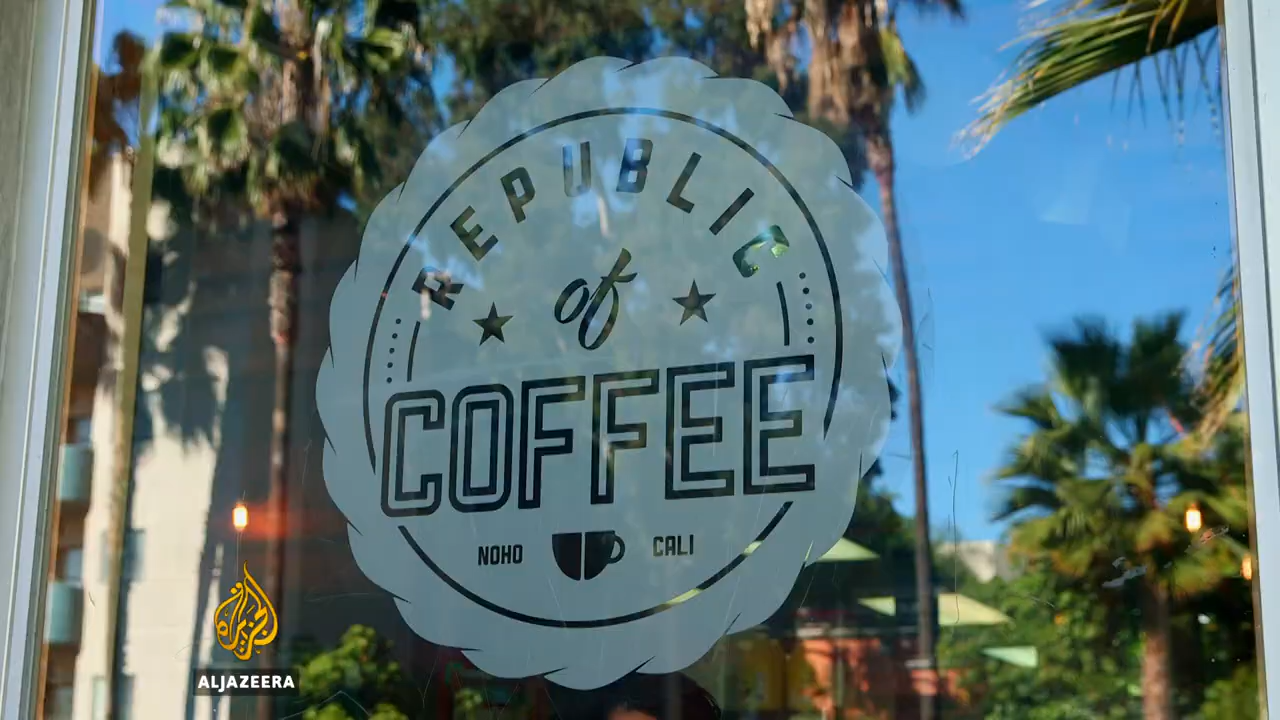 REPUBLIC
of
COFFEE
NOHO CALI
الجزيرة
ALJAZEERA